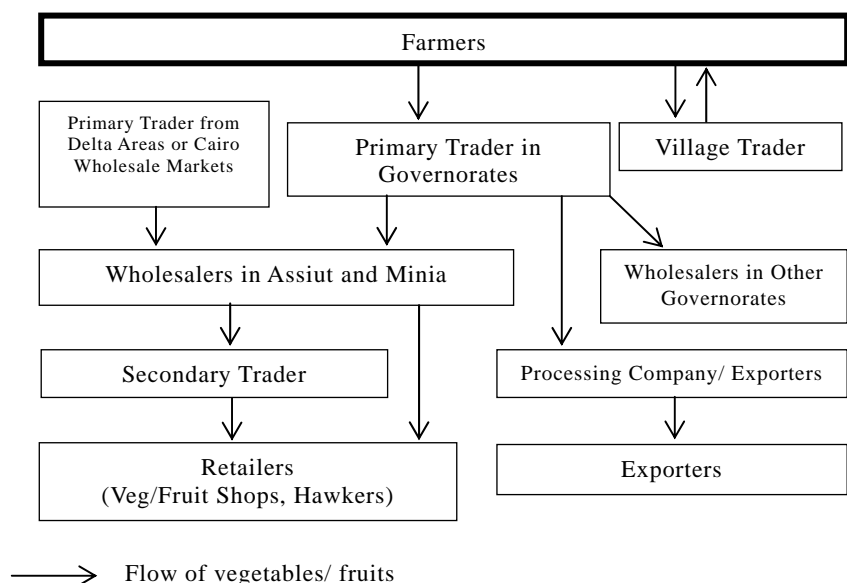 Farmers
Primary Trader from
Delta Areas or Cairo
Wholesale Markets
Primary Trader in
Governorates
Village Trader
Wholesalers in Assiut and Minia
Wholesalers in Other
Governorates
Secondary Trader
Processing Company/ Exporters
Retailers
(Veg/Fruit Shops, Hawkers)
Exporters
Flow of vegetables/ fruits